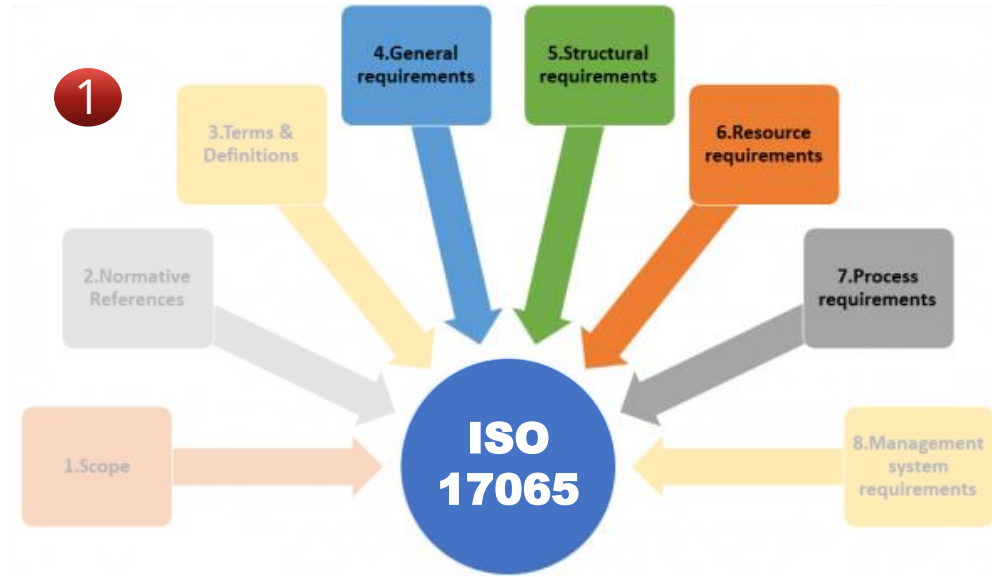 1
4.General
requirements
5.Structural
requirements
3.Terms &
Definitions
6.Resource
requirements
2.Normative
References
7.Process
requirements
1.Scope
ISO
17065
8.Management
system
requirements